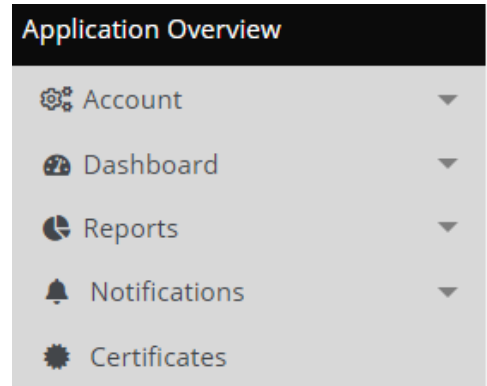 Application Overview
Account
Dashboard
Reports
Notifications
Certificates